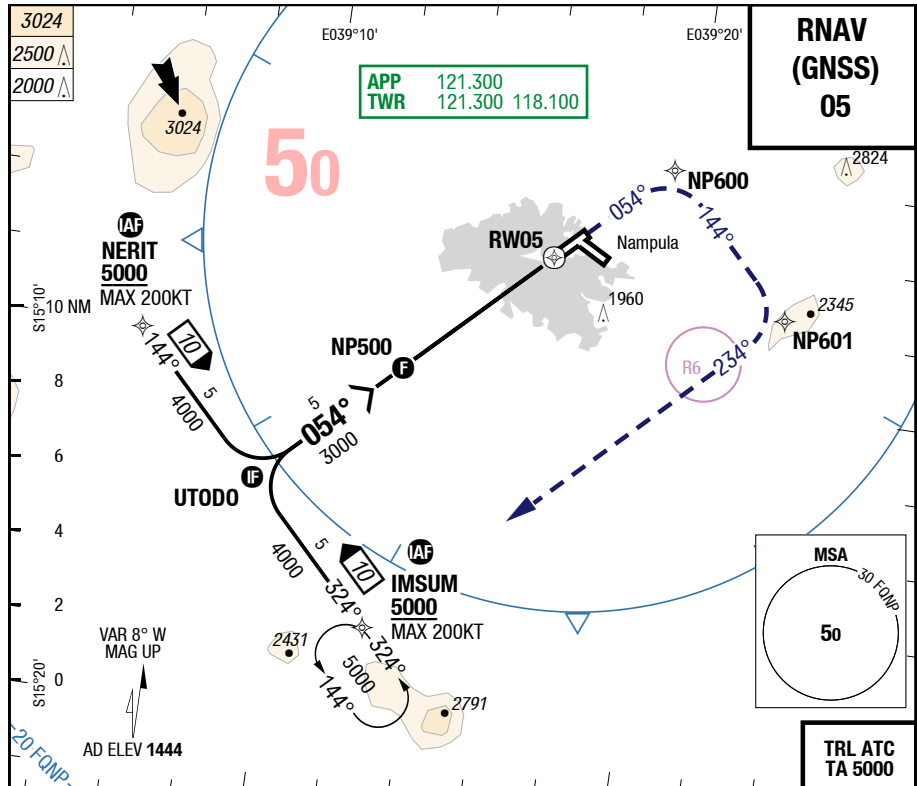 3024
2500
2000
E039°10'
E039°20'
RNAV
(GNSS)
05
APP 121.300
TWR 121.300 118.100
3024
50
2824
NP600
054°
144°
IAF
NERIT
5000
MAX 200KT
RW05
Nampula
1960
S15°10'
10 NM
144°
10
5
4000
NP500
F
2345
NP601
R6
234°
8
5
054°
3000
6
IF
UTODO
4
5
4000
10
IAF
IMSUM
5000
MAX 200KT
324°
2
MSA
30 FQNP
50
VAR 8° W
MAG UP
2431
324°
5000
144°
2791
S15°20'
0
AD ELEV 1444
20 FQNP
TRL ATC
TA 5000